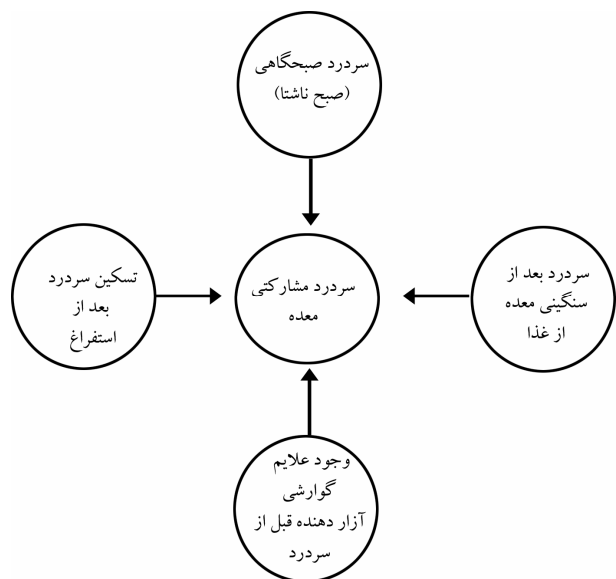 سردرد صبحگاهی
(صبح ناشتا)
سردرد بعد از
سنگینی معده
از غذا
سردرد مشارکتی
معده
تسکین سردرد
بعد از
استفراغ
وجود علایم
گوارشی
آزار دهنده قبل از
سردرد